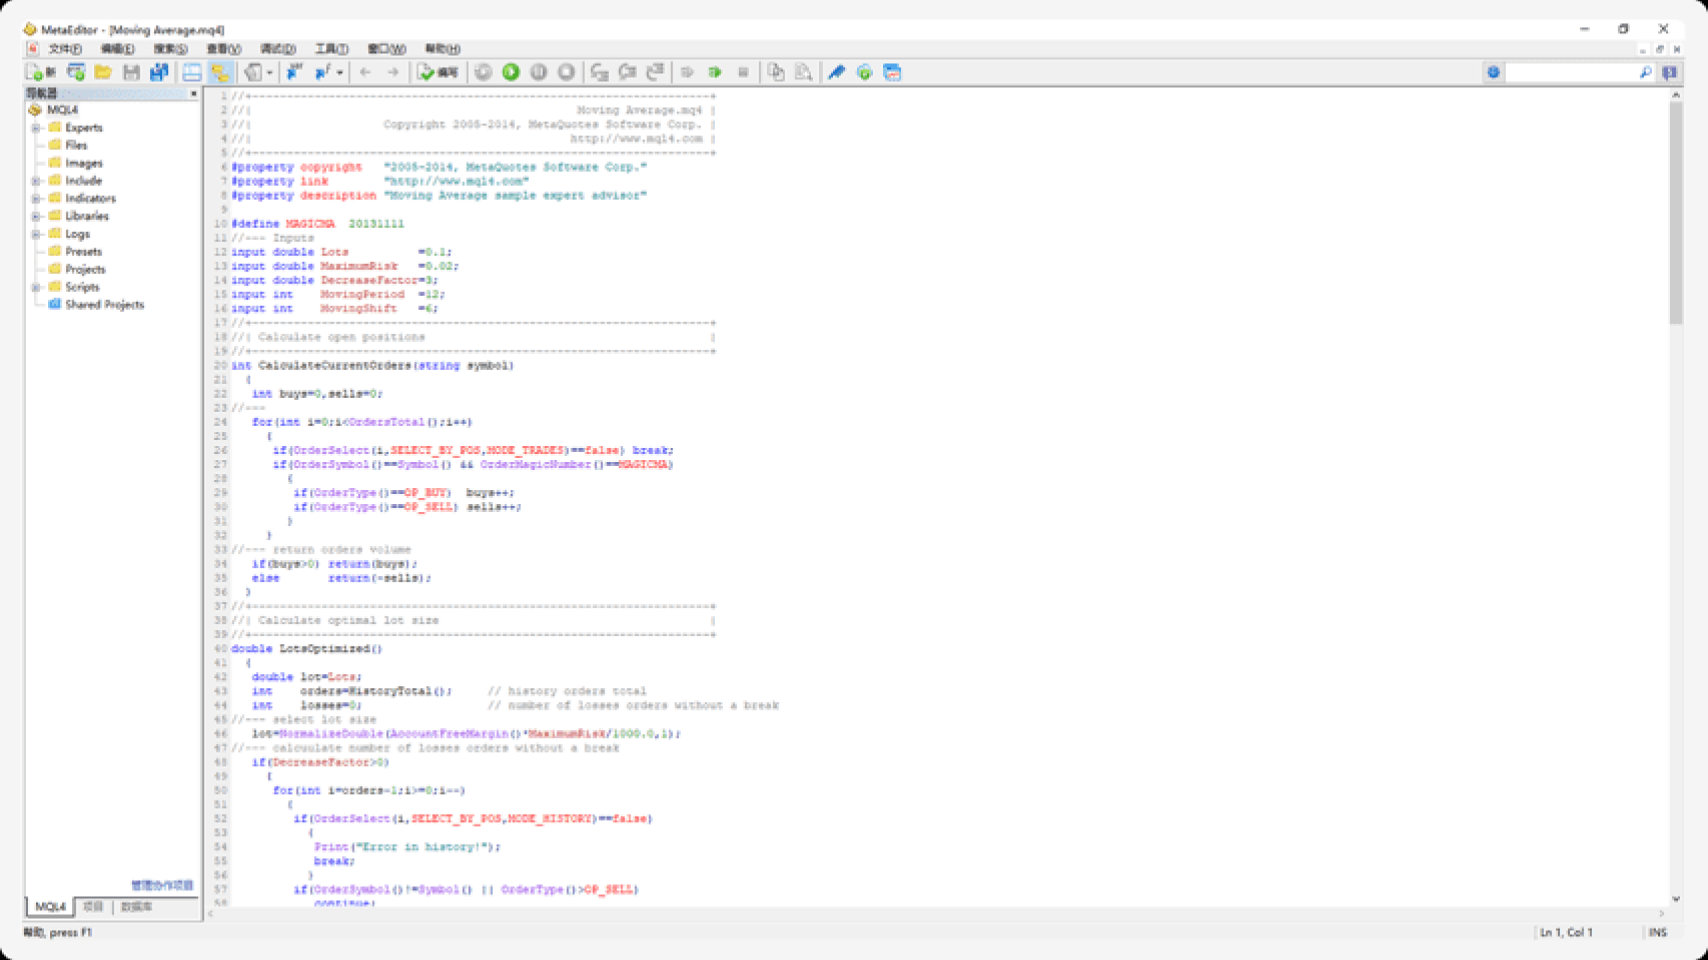 MetaEditor - [Moving Average.mq4]
文件(F) 编辑(E) 搜索(S) 查看(V) 调试(D) 工具(T) 窗口(W) 帮助(H)
新 编写
导航器
MQL4
Experts
Files
Images
Include
Indicators
Libraries
Logs
Presets
Projects
Scripts
Shared Projects
管理协作项目
MQL4 项目 数据库
1 //+------------------------------------------------------------------+
2 //| Moving Average.mq4 |
3 //| Copyright 2005-2014, MetaQuotes Software Corp. |
4 //| http://www.mql4.com |
5 //+------------------------------------------------------------------+
6 #property copyright "2005-2014, MetaQuotes Software Corp."
7 #property link "http://www.mql4.com"
8 #property description "Moving Average sample expert advisor"
9
10 #define MAGICMA 20131111
11 //--- Inputs
12 input double Lots =0.1;
13 input double MaximumRisk =0.02;
14 input double DecreaseFactor=3;
15 input int MovingPeriod =12;
16 input int MovingShift =6;
17 //+------------------------------------------------------------------+
18 //| Calculate open positions |
19 //+------------------------------------------------------------------+
20 int CalculateCurrentOrders(string symbol)
21 {
22 int buys=0,sells=0;
23 //---
24 for(int i=0;i<OrdersTotal();i++)
25 {
26 if(OrderSelect(i,SELECT_BY_POS,MODE_TRADES)==false) break;
27 if(OrderSymbol()==Symbol() && OrderMagicNumber()==MAGICMA)
28 {
29 if(OrderType()==OP_BUY) buys++;
30 if(OrderType()==OP_SELL) sells++;
31 }
32 }
33 //--- return orders volume
34 if(buys>0) return(buys);
35 else return(-sells);
36 }
37 //+------------------------------------------------------------------+
38 //| Calculate optimal lot size |
39 //+------------------------------------------------------------------+
40 double LotsOptimized()
41 {
42 double lot=Lots;
43 int orders=HistoryTotal(); // history orders total
44 int losses=0; // number of losses orders without a break
45 //--- select lot size
46 lot=NormalizeDouble(AccountFreeMargin()*MaximumRisk/1000.0,1);
47 //--- calcuulate number of losses orders without a break
48 if(DecreaseFactor>0)
49 {
50 for(int i=orders-1;i>=0;i--)
51 {
52 if(OrderSelect(i,SELECT_BY_POS,MODE_HISTORY)==false)
53 {
54 Print("Error in history!");
55 break;
56 }
57 if(OrderSymbol()!=Symbol() || OrderType()>OP_SELL)
58 continue;
帮助, press F1
Ln 1, Col 1 INS